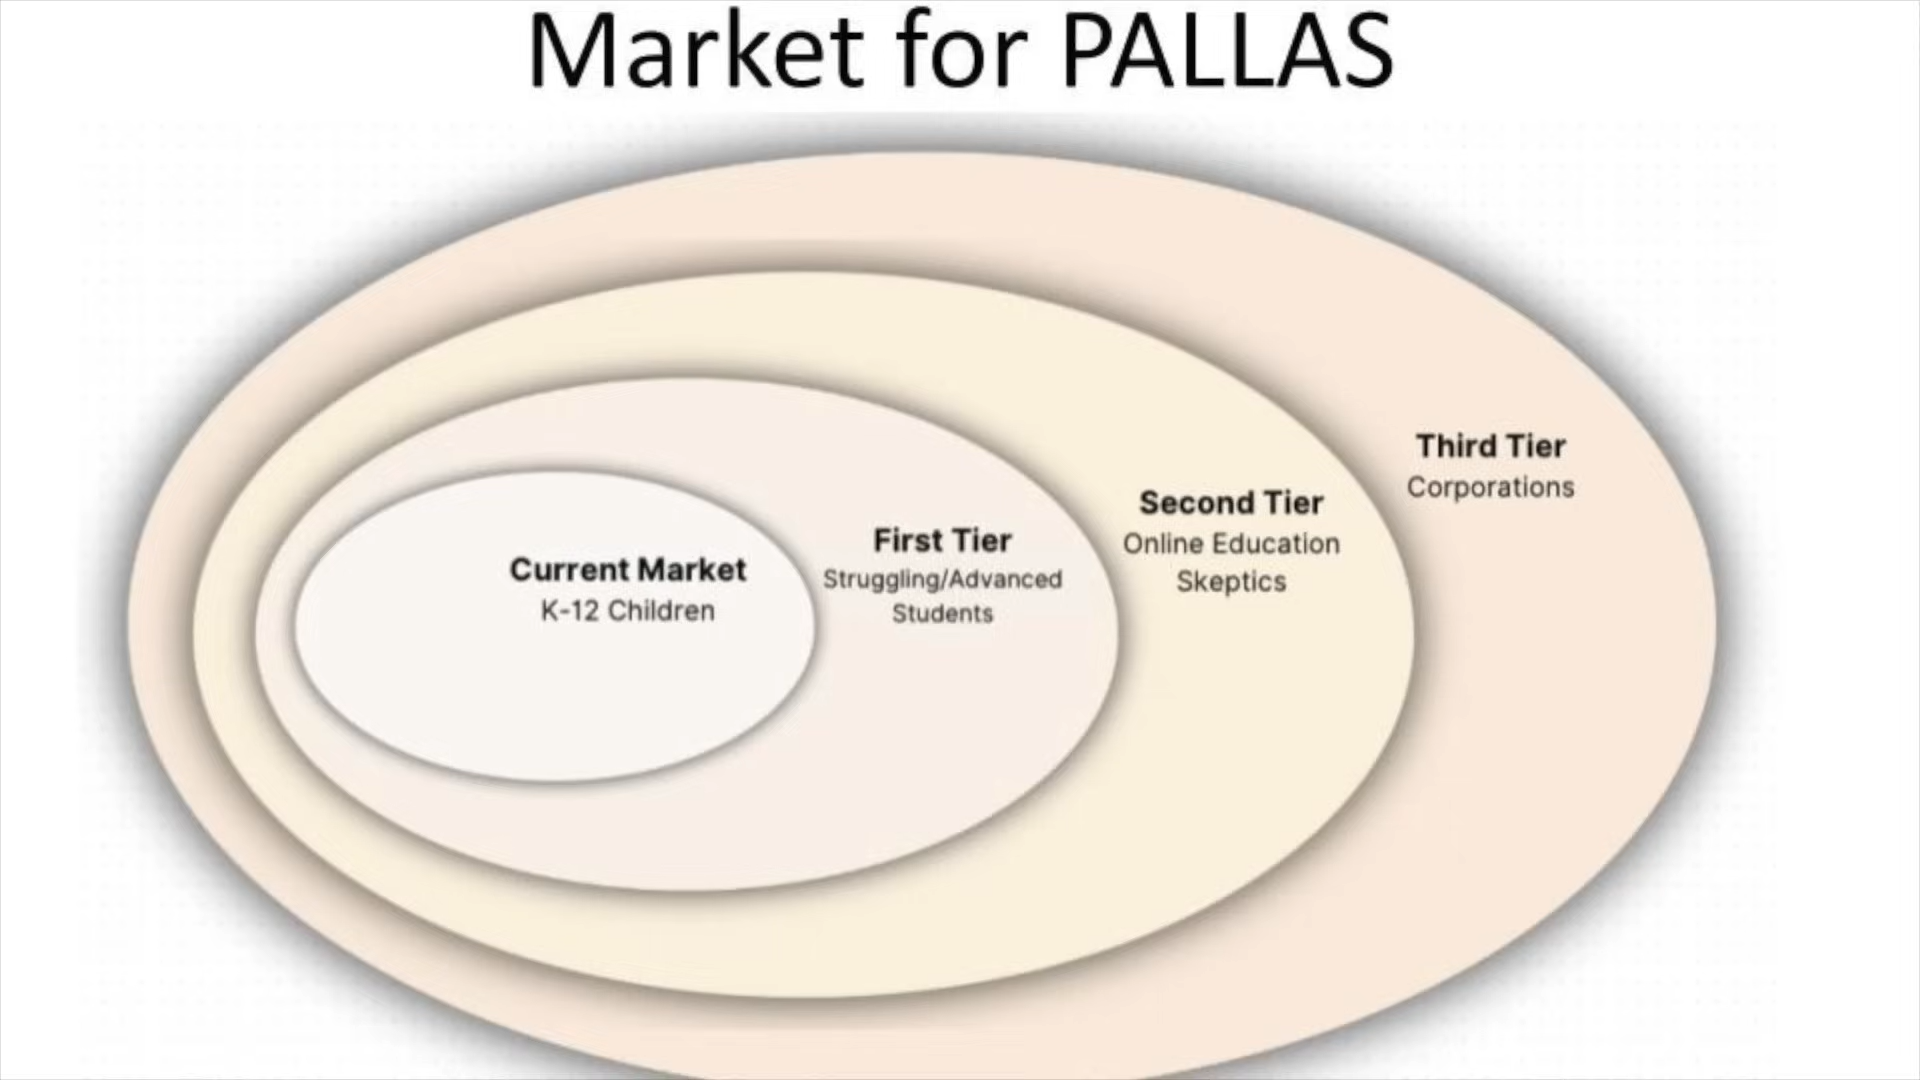 Market for PALLAS
Current Market
K-12 Children
First Tier
Struggling/Advanced
Students
Second Tier
Online Education
Skeptics
Third Tier
Corporations